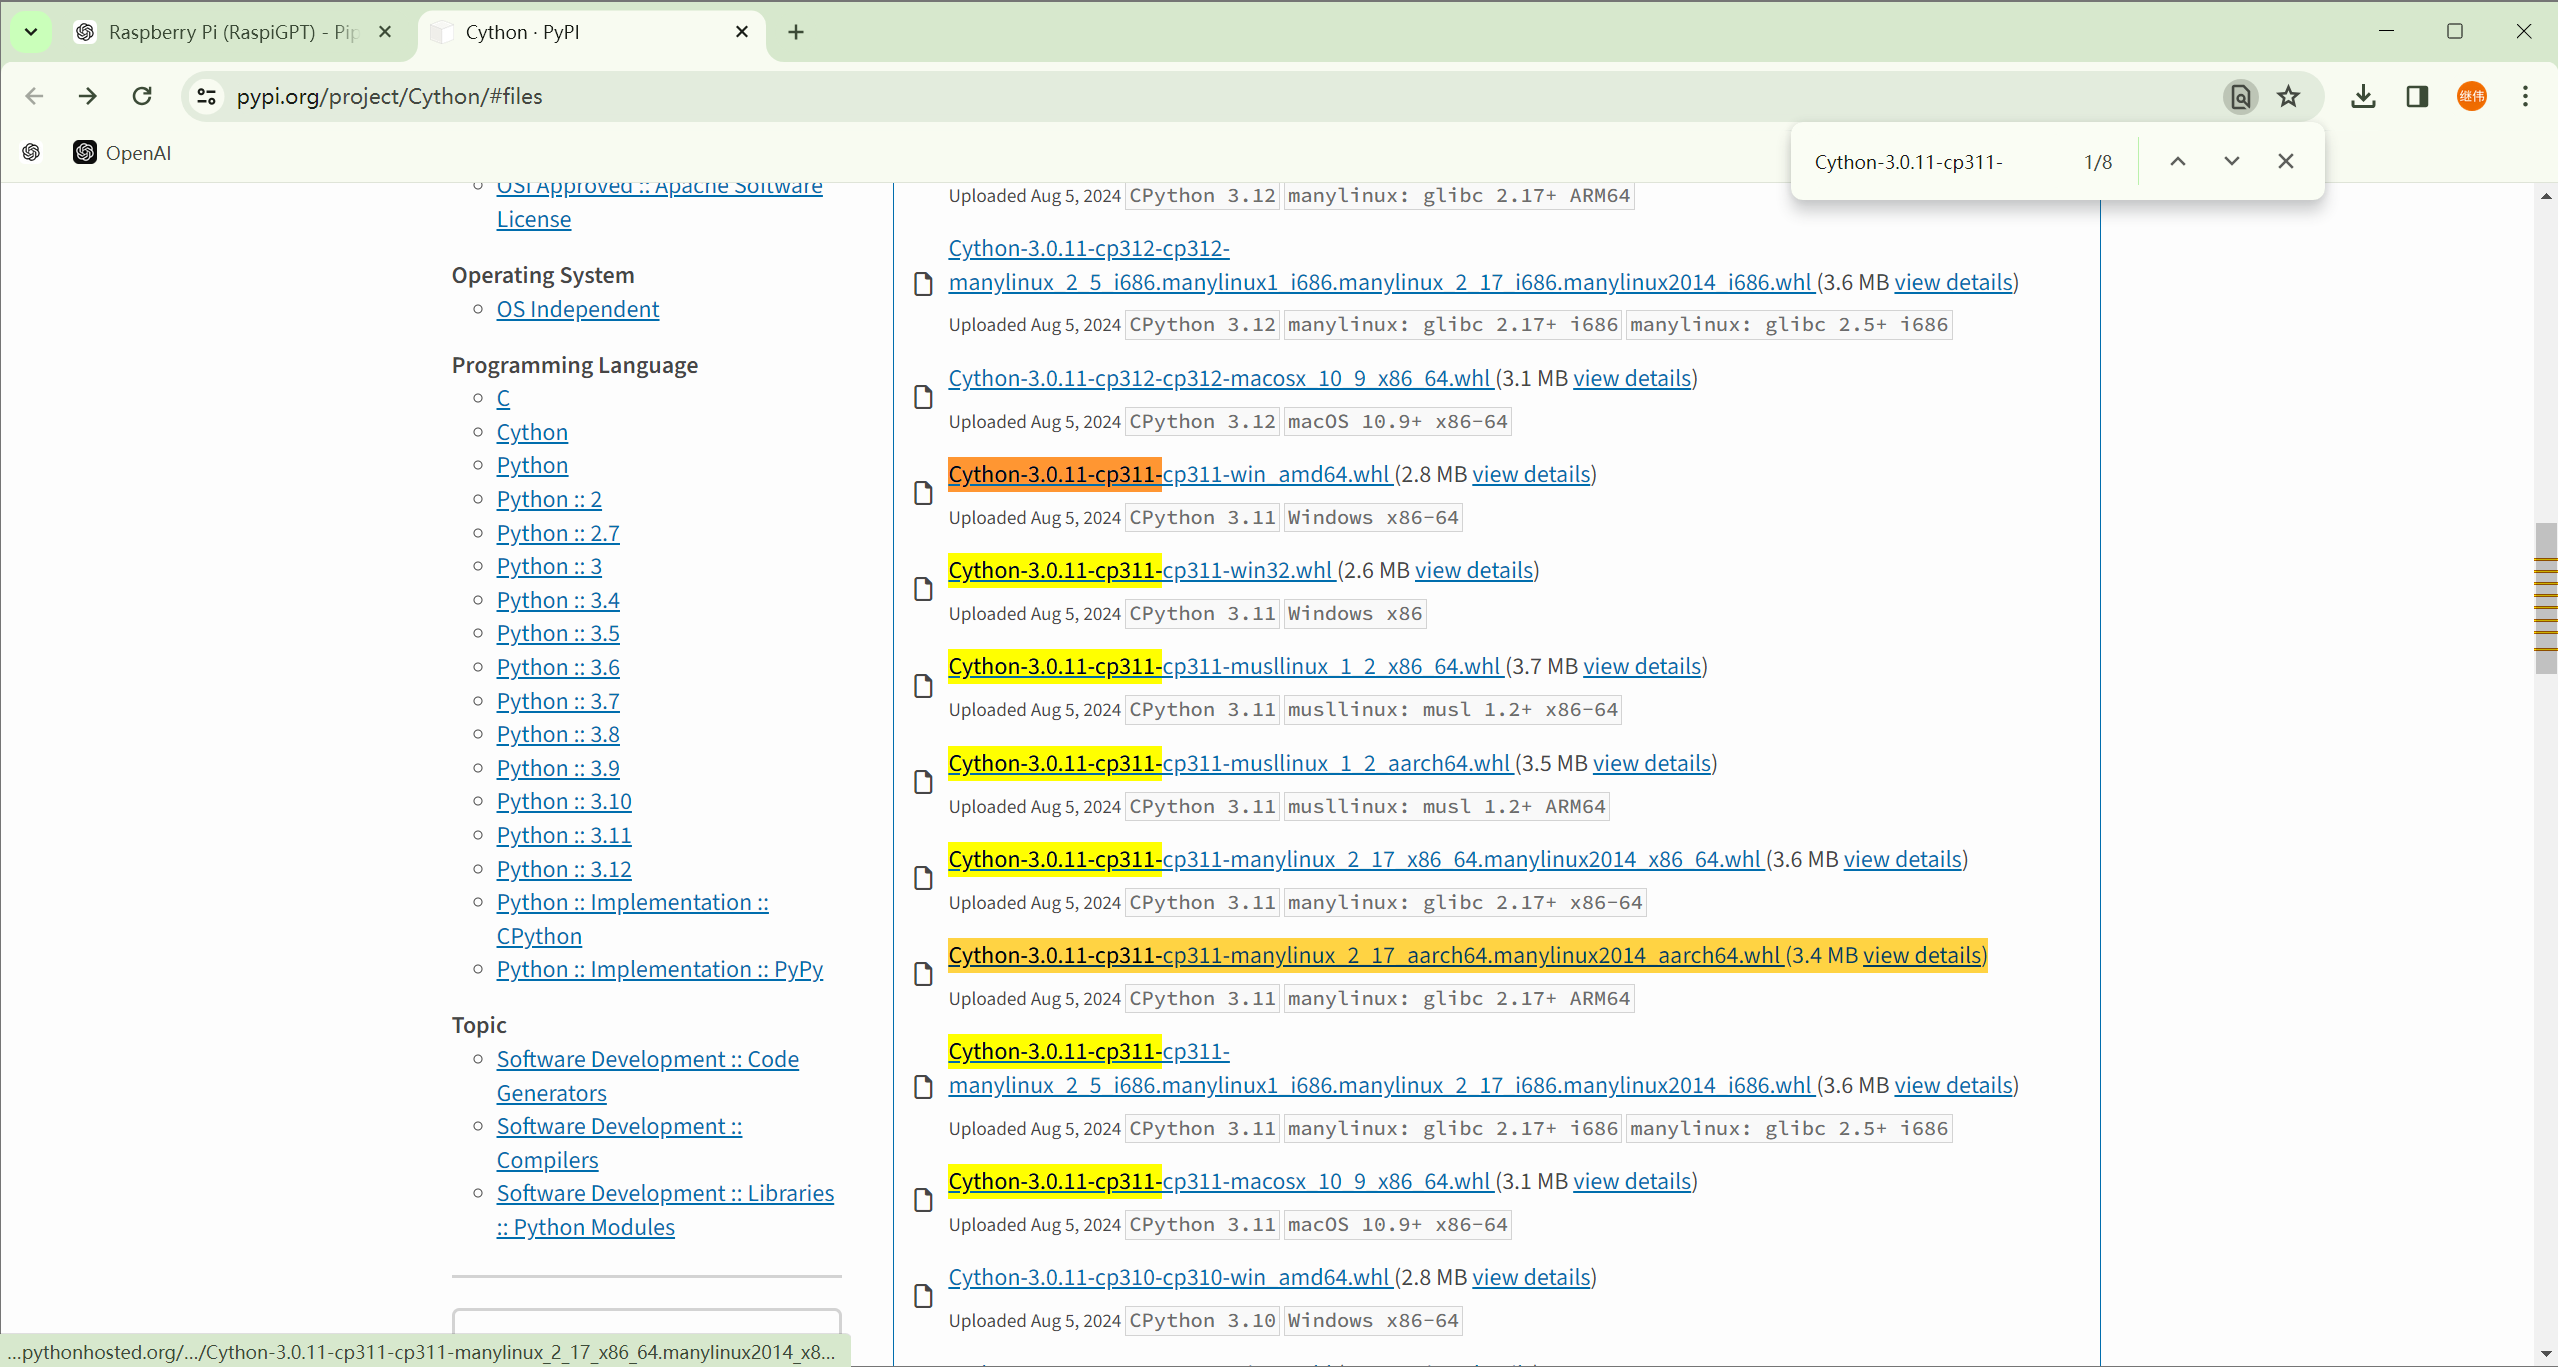 Raspberry Pi (RaspiGPT) - Pip
Cython · PyPI
pypi.org/project/Cython/#files
继伟
OpenAI
Cython-3.0.11-cp311-
1/8
OSI Approved :: Apache Software
License
Operating System
OS Independent
Programming Language
C
Cython
Python
Python :: 2
Python :: 2.7
Python :: 3
Python :: 3.4
Python :: 3.5
Python :: 3.6
Python :: 3.7
Python :: 3.8
Python :: 3.9
Python :: 3.10
Python :: 3.11
Python :: 3.12
Python :: Implementation ::
CPython
Python :: Implementation :: PyPy
Topic
Software Development :: Code
Generators
Software Development ::
Compilers
Software Development :: Libraries
:: Python Modules
Uploaded Aug 5, 2024 CPython 3.12 manylinux: glibc 2.17+ ARM64
Cython-3.0.11-cp312-cp312-
manylinux_2_5_i686.manylinux1_i686.manylinux_2_17_i686.manylinux2014_i686.whl (3.6 MB view details)
Uploaded Aug 5, 2024 CPython 3.12 manylinux: glibc 2.17+ i686 manylinux: glibc 2.5+ i686
Cython-3.0.11-cp312-cp312-macosx_10_9_x86_64.whl (3.1 MB view details)
Uploaded Aug 5, 2024 CPython 3.12 macOS 10.9+ x86-64
Cython-3.0.11-cp311-cp311-win_amd64.whl (2.8 MB view details)
Uploaded Aug 5, 2024 CPython 3.11 Windows x86-64
Cython-3.0.11-cp311-cp311-win32.whl (2.6 MB view details)
Uploaded Aug 5, 2024 CPython 3.11 Windows x86
Cython-3.0.11-cp311-cp311-musllinux_1_2_x86_64.whl (3.7 MB view details)
Uploaded Aug 5, 2024 CPython 3.11 musllinux: musl 1.2+ x86-64
Cython-3.0.11-cp311-cp311-musllinux_1_2_aarch64.whl (3.5 MB view details)
Uploaded Aug 5, 2024 CPython 3.11 musllinux: musl 1.2+ ARM64
Cython-3.0.11-cp311-cp311-manylinux_2_17_x86_64.manylinux2014_x86_64.whl (3.6 MB view details)
Uploaded Aug 5, 2024 CPython 3.11 manylinux: glibc 2.17+ x86-64
Cython-3.0.11-cp311-cp311-manylinux_2_17_aarch64.manylinux2014_aarch64.whl (3.4 MB view details)
Uploaded Aug 5, 2024 CPython 3.11 manylinux: glibc 2.17+ ARM64
Cython-3.0.11-cp311-cp311-
manylinux_2_5_i686.manylinux1_i686.manylinux_2_17_i686.manylinux2014_i686.whl (3.6 MB view details)
Uploaded Aug 5, 2024 CPython 3.11 manylinux: glibc 2.17+ i686 manylinux: glibc 2.5+ i686
Cython-3.0.11-cp311-cp311-macosx_10_9_x86_64.whl (3.1 MB view details)
Uploaded Aug 5, 2024 CPython 3.11 macOS 10.9+ x86-64
Cython-3.0.11-cp310-cp310-win_amd64.whl (2.8 MB view details)
Uploaded Aug 5, 2024 CPython 3.10 Windows x86-64
...pythonhosted.org/.../Cython-3.0.11-cp311-cp311-manylinux_2_17_x86_64.manylinux2014_x8...